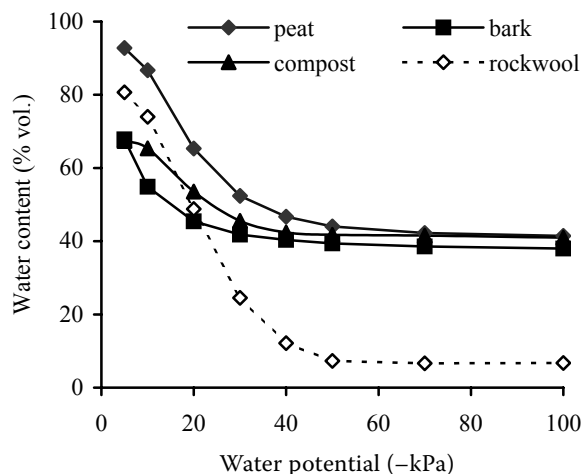 100
peat
bark
compost
rockwool
80
60
40
20
0
0
20
40
60
80
100
Water content (% vol.)
Water potential (–kPa)